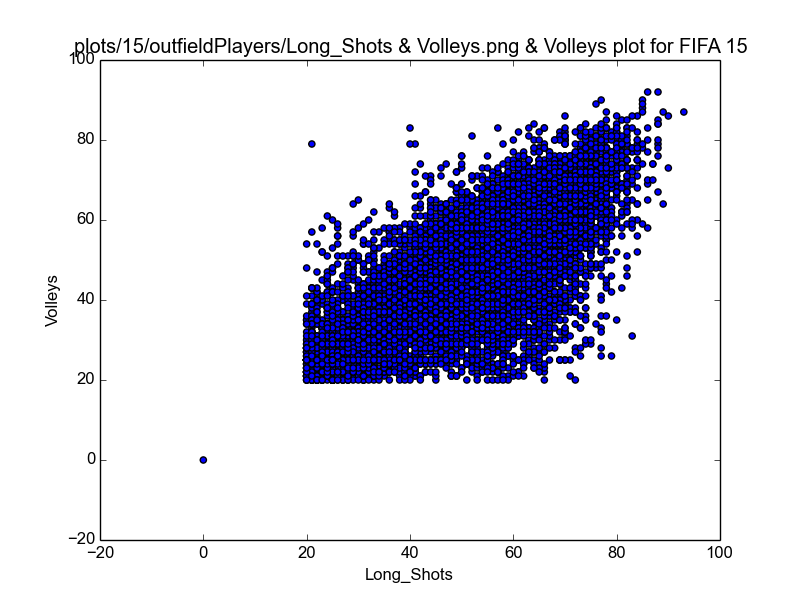 plots/15/outfieldPlayers/Long_Shots & Volleys.png & Volleys plot for FIFA 15
100
80
60
40
20
0
−20
Volleys
−20 0 20 40 60 80 100
Long_Shots